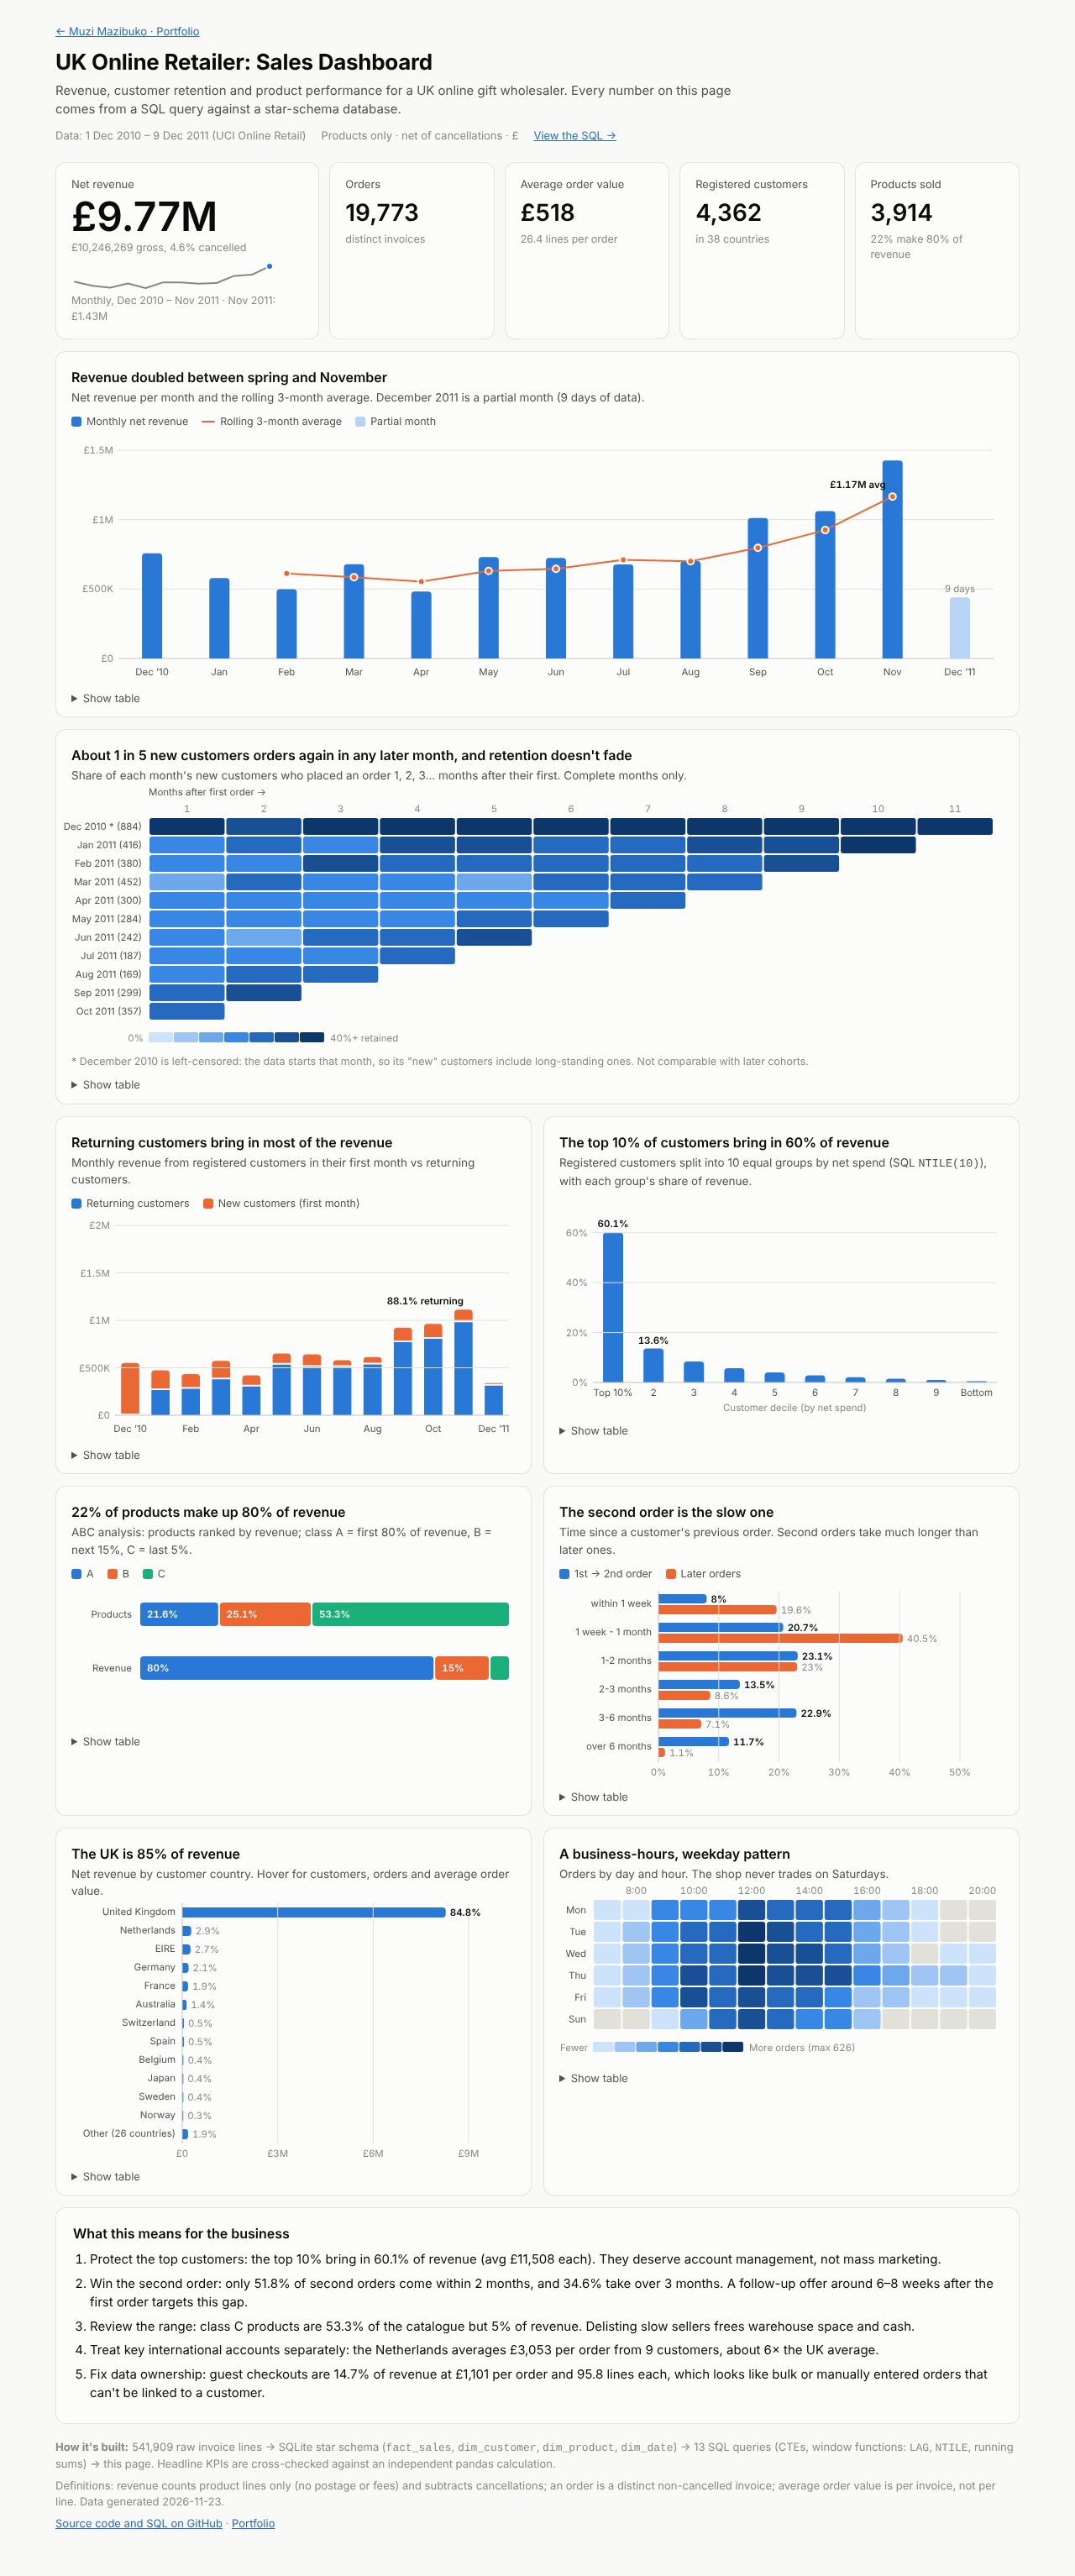 ← Muzi Mazibuko · Portfolio
UK Online Retailer: Sales Dashboard
Revenue, customer retention and product performance for a UK online gift wholesaler. Every number on this page
comes from a SQL query against a star-schema database.
Data: 1 Dec 2010 – 9 Dec 2011 (UCI Online Retail) Products only · net of cancellations · £ View the SQL →
Net revenue
£9.77M
£10,246,269 gross, 4.6% cancelled
Monthly, Dec 2010 – Nov 2011 · Nov 2011:
£1.43M
Orders
19,773
distinct invoices
Average order value
£518
26.4 lines per order
Registered customers
4,362
in 38 countries
Products sold
3,914
22% make 80% of
revenue
Revenue doubled between spring and November
Net revenue per month and the rolling 3-month average. December 2011 is a partial month (9 days of data).
Monthly net revenue Rolling 3-month average Partial month
£1.5M
£1M
£500K
£0
£1.17M avg
9 days
Dec '10 Jan Feb Mar Apr May Jun Jul Aug Sep Oct Nov Dec '11
▶ Show table
About 1 in 5 new customers orders again in any later month, and retention doesn't fade
Share of each month's new customers who placed an order 1, 2, 3… months after their first. Complete months only.
Months after first order →
1 2 3 4 5 6 7 8 9 10 11
Dec 2010 * (884)
Jan 2011 (416)
Feb 2011 (380)
Mar 2011 (452)
Apr 2011 (300)
May 2011 (284)
Jun 2011 (242)
Jul 2011 (187)
Aug 2011 (169)
Sep 2011 (299)
Oct 2011 (357)
0% 40%+ retained
* December 2010 is left-censored: the data starts that month, so its "new" customers include long-standing ones. Not comparable with later cohorts.
▶ Show table
Returning customers bring in most of the revenue
Monthly revenue from registered customers in their first month vs returning
customers.
Returning customers New customers (first month)
£2M
£1.5M
£1M
£500K
£0
88.1% returning
Dec '10 Feb Apr Jun Aug Oct Dec '11
▶ Show table
The top 10% of customers bring in 60% of revenue
Registered customers split into 10 equal groups by net spend (SQL NTILE(10)),
with each group's share of revenue.
60%
40%
20%
0%
60.1%
13.6%
Top 10% 2 3 4 5 6 7 8 9 Bottom
Customer decile (by net spend)
▶ Show table
22% of products make up 80% of revenue
ABC analysis: products ranked by revenue; class A = first 80% of revenue, B =
next 15%, C = last 5%.
A B C
Products 21.6% 25.1% 53.3%
Revenue 80% 15%
▶ Show table
The second order is the slow one
Time since a customer's previous order. Second orders take much longer than
later ones.
1st → 2nd order Later orders
within 1 week 8% 19.6%
1 week - 1 month 20.7% 40.5%
1-2 months 23.1% 23%
2-3 months 13.5% 8.6%
3-6 months 22.9% 7.1%
over 6 months 11.7% 1.1%
0% 10% 20% 30% 40% 50%
▶ Show table
The UK is 85% of revenue
Net revenue by customer country. Hover for customers, orders and average order
value.
United Kingdom 84.8%
Netherlands 2.9%
EIRE 2.7%
Germany 2.1%
France 1.9%
Australia 1.4%
Switzerland 0.5%
Spain 0.5%
Belgium 0.4%
Japan 0.4%
Sweden 0.4%
Norway 0.3%
Other (26 countries) 1.9%
£0 £3M £6M £9M
▶ Show table
A business-hours, weekday pattern
Orders by day and hour. The shop never trades on Saturdays.
8:00 10:00 12:00 14:00 16:00 18:00 20:00
Mon
Tue
Wed
Thu
Fri
Sun
Fewer More orders (max 626)
▶ Show table
What this means for the business
1. Protect the top customers: the top 10% bring in 60.1% of revenue (avg £11,508 each). They deserve account management, not mass marketing.
2. Win the second order: only 51.8% of second orders come within 2 months, and 34.6% take over 3 months. A follow-up offer around 6–8 weeks after the
first order targets this gap.
3. Review the range: class C products are 53.3% of the catalogue but 5% of revenue. Delisting slow sellers frees warehouse space and cash.
4. Treat key international accounts separately: the Netherlands averages £3,053 per order from 9 customers, about 6× the UK average.
5. Fix data ownership: guest checkouts are 14.7% of revenue at £1,101 per order and 95.8 lines each, which looks like bulk or manually entered orders that
can't be linked to a customer.
How it's built: 541,909 raw invoice lines → SQLite star schema (fact_sales, dim_customer, dim_product, dim_date) → 13 SQL queries (CTEs, window functions: LAG, NTILE, running
sums) → this page. Headline KPIs are cross-checked against an independent pandas calculation.
Definitions: revenue counts product lines only (no postage or fees) and subtracts cancellations; an order is a distinct non-cancelled invoice; average order value is per invoice, not per
line. Data generated 2026-11-23.
Source code and SQL on GitHub · Portfolio